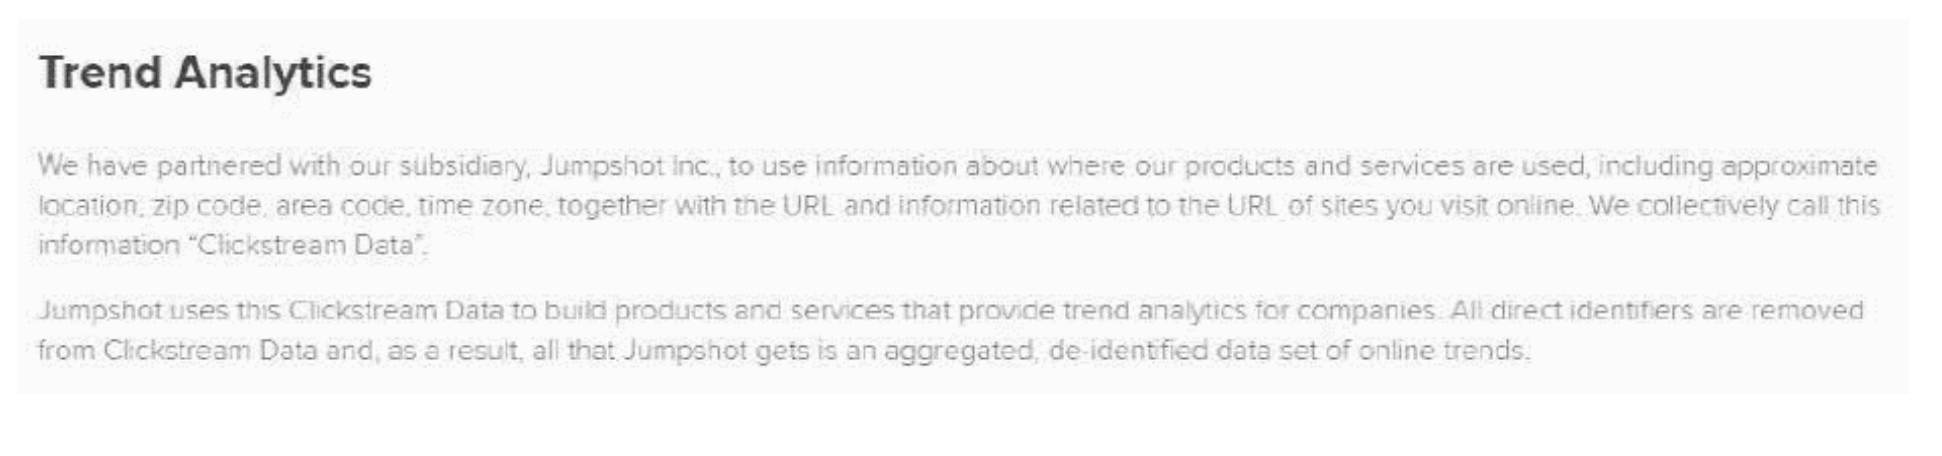 Trend Analytics
We have partnered with our subsidiary, Jumpshot Inc., to use information about where our products and services are used, including approximate
location, zip code, area code, time zone, together with the URL and information related to the URL of sites you visit online. We collectively call this
information “Clickstream Data”.
Jumpshot uses this Clickstream Data to build products and services that provide trend analytics for companies. All direct identifiers are removed
from Clickstream Data and, as a result, all that Jumpshot gets is an aggregated, de-identified data set of online trends.